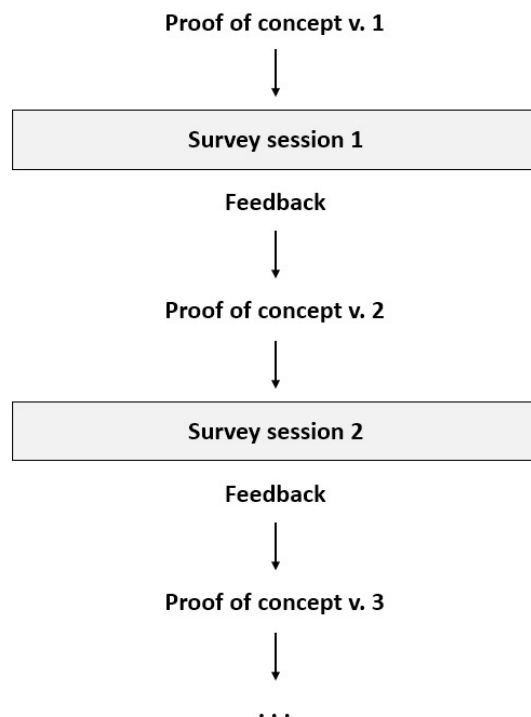 Proof of concept v. 1
Survey session 1
Feedback
Proof of concept v. 2
Survey session 2
Feedback
Proof of concept v. 3
...